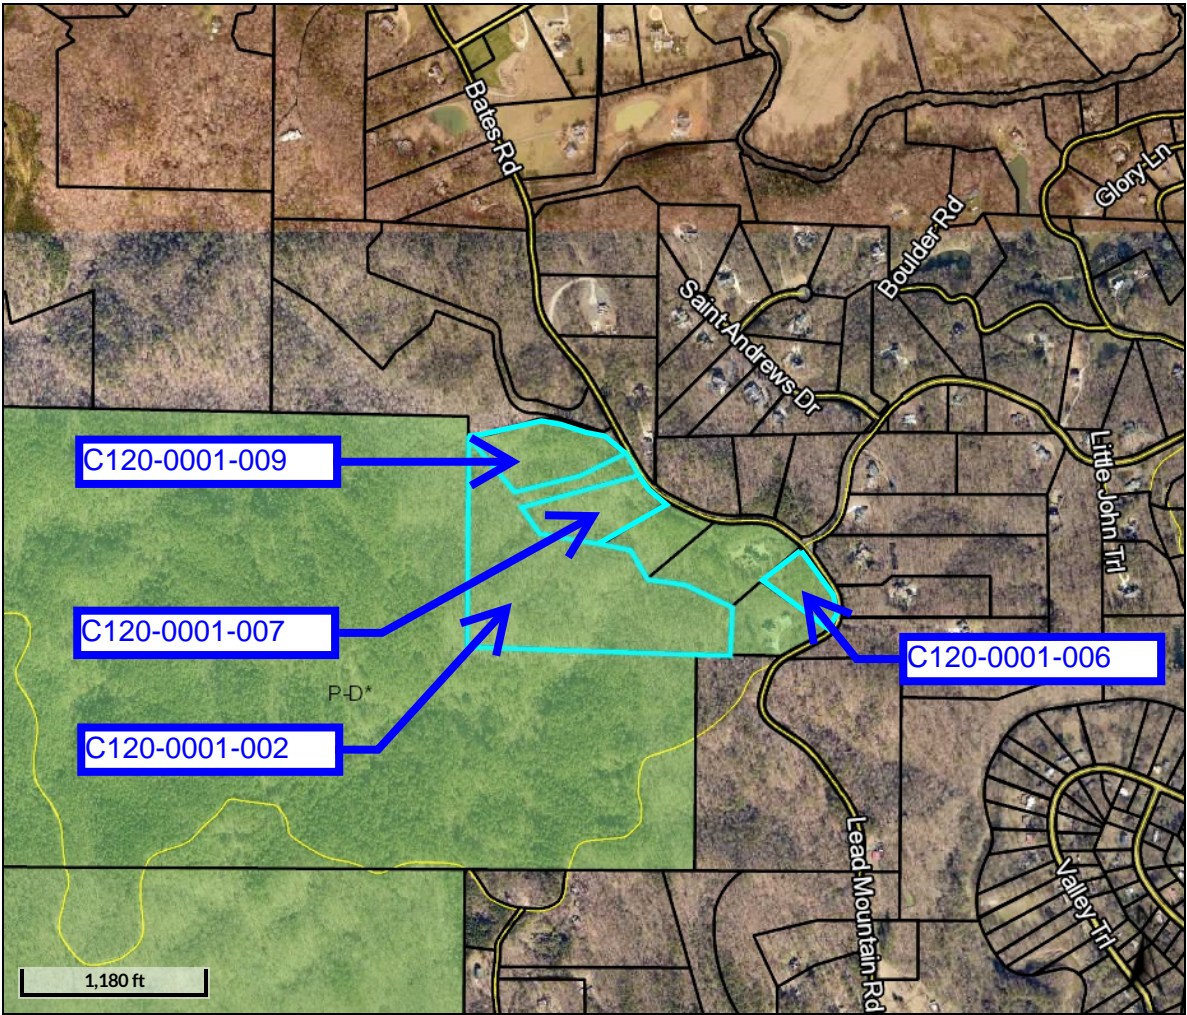 Bates Rd
Glory Ln
Boulder Rd
Saint Andrews Dr
Little John Trl
C120-0001-009
C120-0001-007
C120-0001-006
P-D*
C120-0001-002
Lead Mountain Rd
Valley Trl
1,180 ft